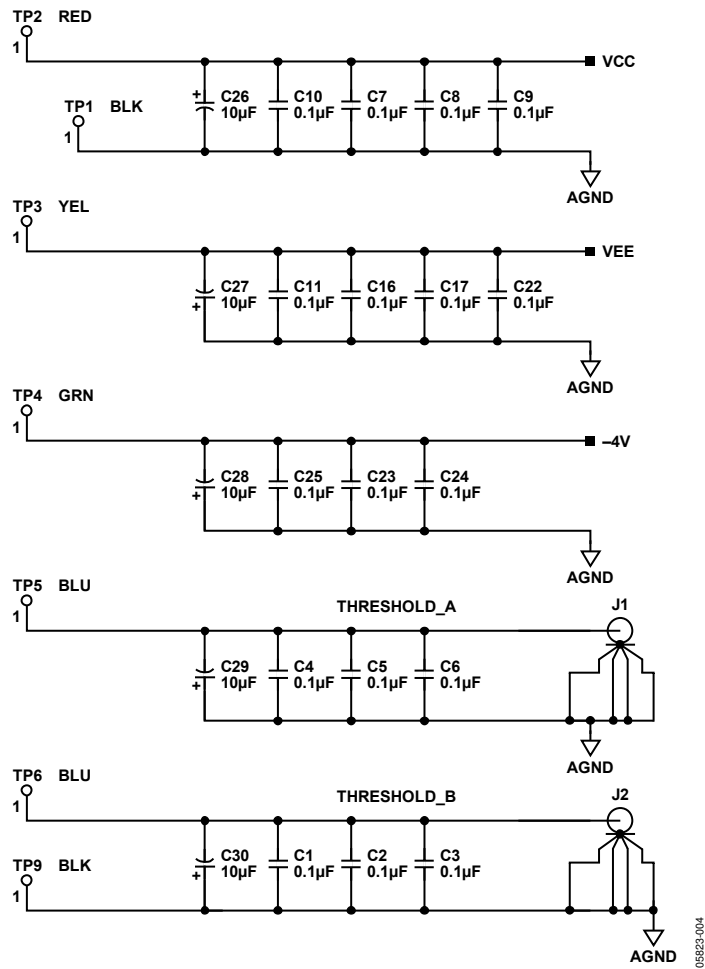 TP2 RED
1
VCC
+ C26 C10 C7 C8 C9
10µF 0.1µF 0.1µF 0.1µF 0.1µF
TP1 BLK
1
AGND
TP3 YEL
1
VEE
C27 C11 C16 C17 C22
+ 10µF 0.1µF 0.1µF 0.1µF 0.1µF
AGND
TP4 GRN
1
–4V
C28 C25 C23 C24
+ 10µF 0.1µF 0.1µF 0.1µF
AGND
TP5 BLU
1
THRESHOLD_A
J1
C29 C4 C5 C6
+ 10µF 0.1µF 0.1µF 0.1µF
AGND
TP6 BLU
1
THRESHOLD_B
J2
C30 C1 C2 C3
+ 10µF 0.1µF 0.1µF 0.1µF
TP9 BLK
1
AGND
05823-004